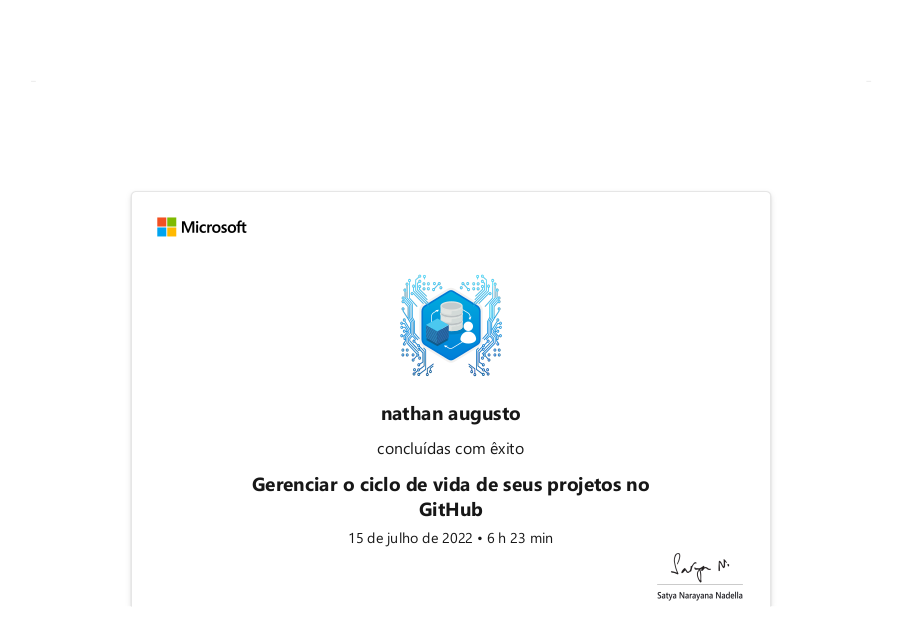 Microsoft
nathan augusto
concluídas com êxito
Gerenciar o ciclo de vida de seus projetos no
GitHub
15 de julho de 2022 • 6 h 23 min
Satya N.
Satya Narayana Nadella